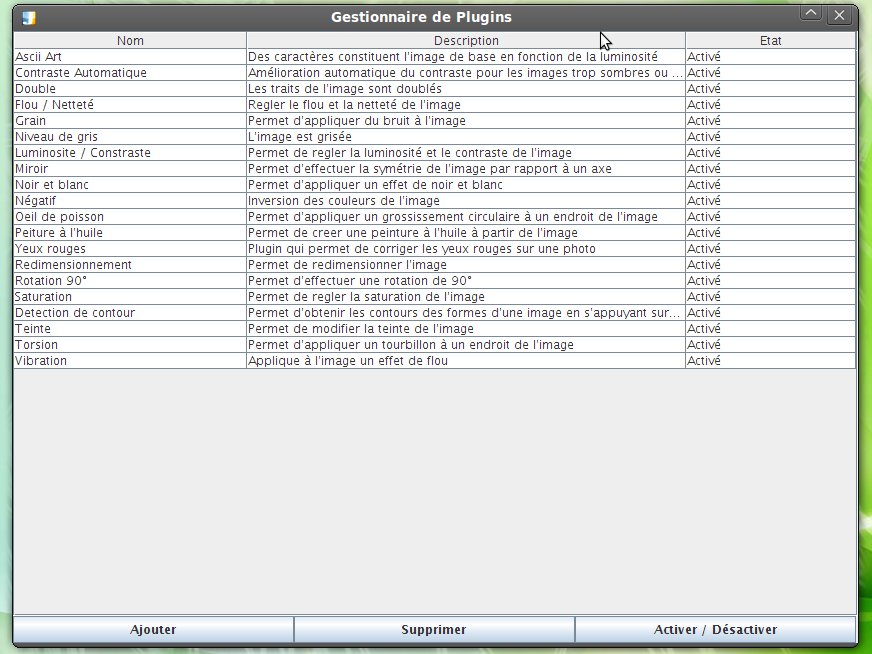 Gestionnaire de Plugins
Nom Description Etat
Ascii Art Des caractères constituent l'image de base en fonction de la luminosité Activé
Contraste Automatique Amélioration automatique du contraste pour les images trop sombres ou ... Activé
Double Les traits de l'image sont doublés Activé
Flou / Netteté Regler le flou et la netteté de l'image Activé
Grain Permet d'appliquer du bruit à l'image Activé
Niveau de gris L'image est grisée Activé
Luminosite / Constraste Permet de regler la luminosité et le contraste de l'image Activé
Miroir Permet d'effectuer la symétrie de l'image par rapport à un axe Activé
Noir et blanc Permet d'appliquer un effet de noir et blanc Activé
Négatif Inversion des couleurs de l'image Activé
Oeil de poisson Permet d'appliquer un grossissement circulaire à un endroit de l'image Activé
Peiture à l'huile Permet de creer une peinture à l'huile à partir de l'image Activé
Yeux rouges Plugin qui permet de corriger les yeux rouges sur une photo Activé
Redimensionnement Permet de redimensionner l'image Activé
Rotation 90° Permet d'effectuer une rotation de 90° Activé
Saturation Permet de regler la saturation de l'image Activé
Detection de contour Permet d'obtenir les contours des formes d'une image en s'appuyant sur... Activé
Teinte Permet de modifier la teinte de l'image Activé
Torsion Permet d'appliquer un tourbillon à un endroit de l'image Activé
Vibration Applique à l'image un effet de flou Activé
Ajouter Supprimer Activer / Désactiver